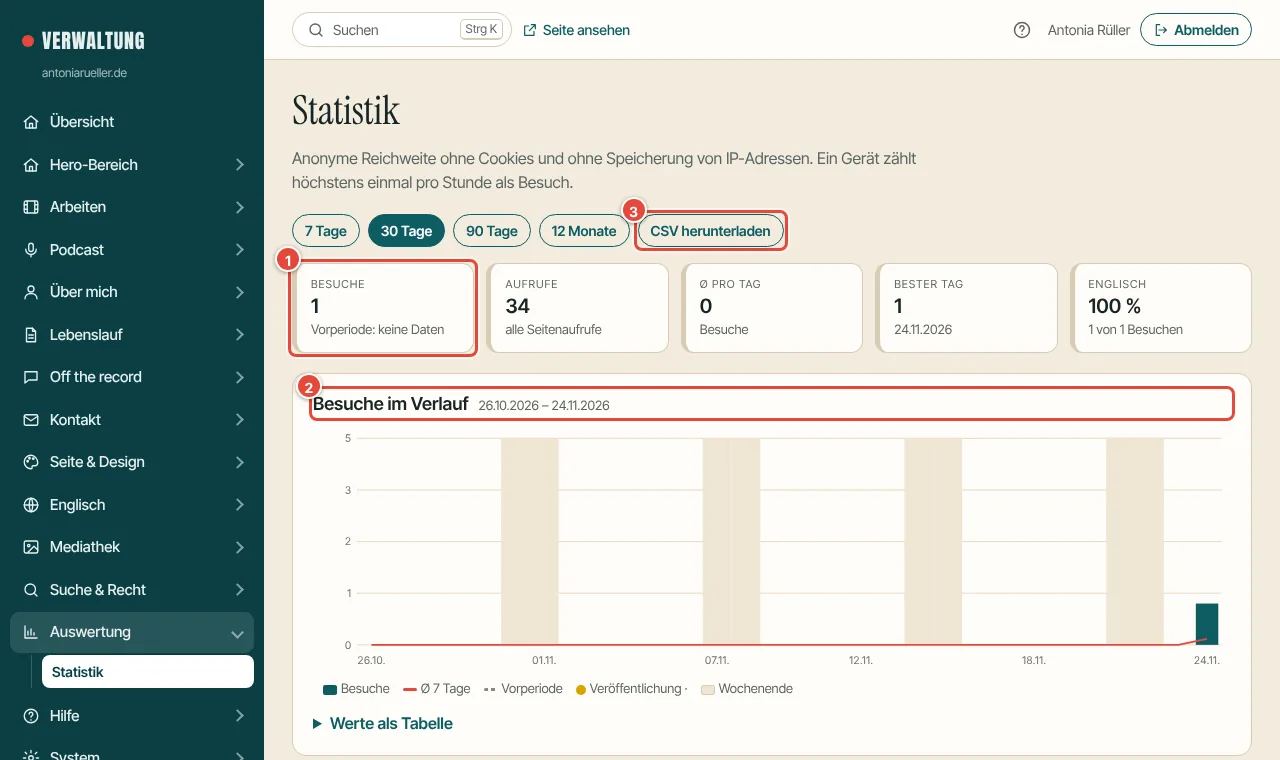 VERWALTUNG
antoniarueller.de
Übersicht
Hero-Bereich
Arbeiten
Podcast
Über mich
Lebenslauf
Off the record
Kontakt
Seite & Design
Englisch
Mediathek
Suche & Recht
Auswertung
Statistik
Hilfe
System
Suchen
Strg K
Seite ansehen
Antonia Rüller
Abmelden
Statistik
Anonyme Reichweite ohne Cookies und ohne Speicherung von IP-Adressen. Ein Gerät zählt
höchstens einmal pro Stunde als Besuch.
7 Tage
30 Tage
90 Tage
12 Monate
3
CSV herunterladen
1
BESUCHE
1
Vorperiode: keine Daten
AUFRUFE
34
alle Seitenaufrufe
Ø PRO TAG
0
Besuche
BESTER TAG
1
24.11.2026
ENGLISCH
100 %
1 von 1 Besuchen
2
Besuche im Verlauf 26.10.2026 – 24.11.2026
5
3
2
1
0
26.10. 01.11. 07.11. 12.11. 18.11. 24.11.
Besuche Ø 7 Tage Vorperiode Veröffentlichung · Wochenende
Werte als Tabelle